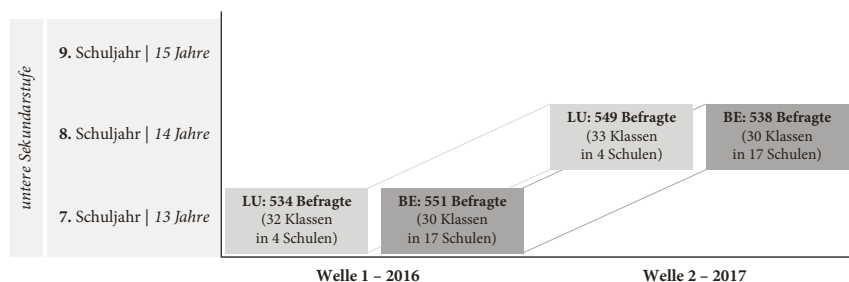 untere Sekundarstufe
9. Schuljahr | 15 Jahre
8. Schuljahr | 14 Jahre
7. Schuljahr | 13 Jahre
LU: 549 Befragte
(33 Klassen
in 4 Schulen)
BE: 538 Befragte
(30 Klassen
in 17 Schulen)
LU: 534 Befragte
(32 Klassen
in 4 Schulen)
BE: 551 Befragte
(30 Klassen
in 17 Schulen)
Welle 1 – 2016
Welle 2 – 2017